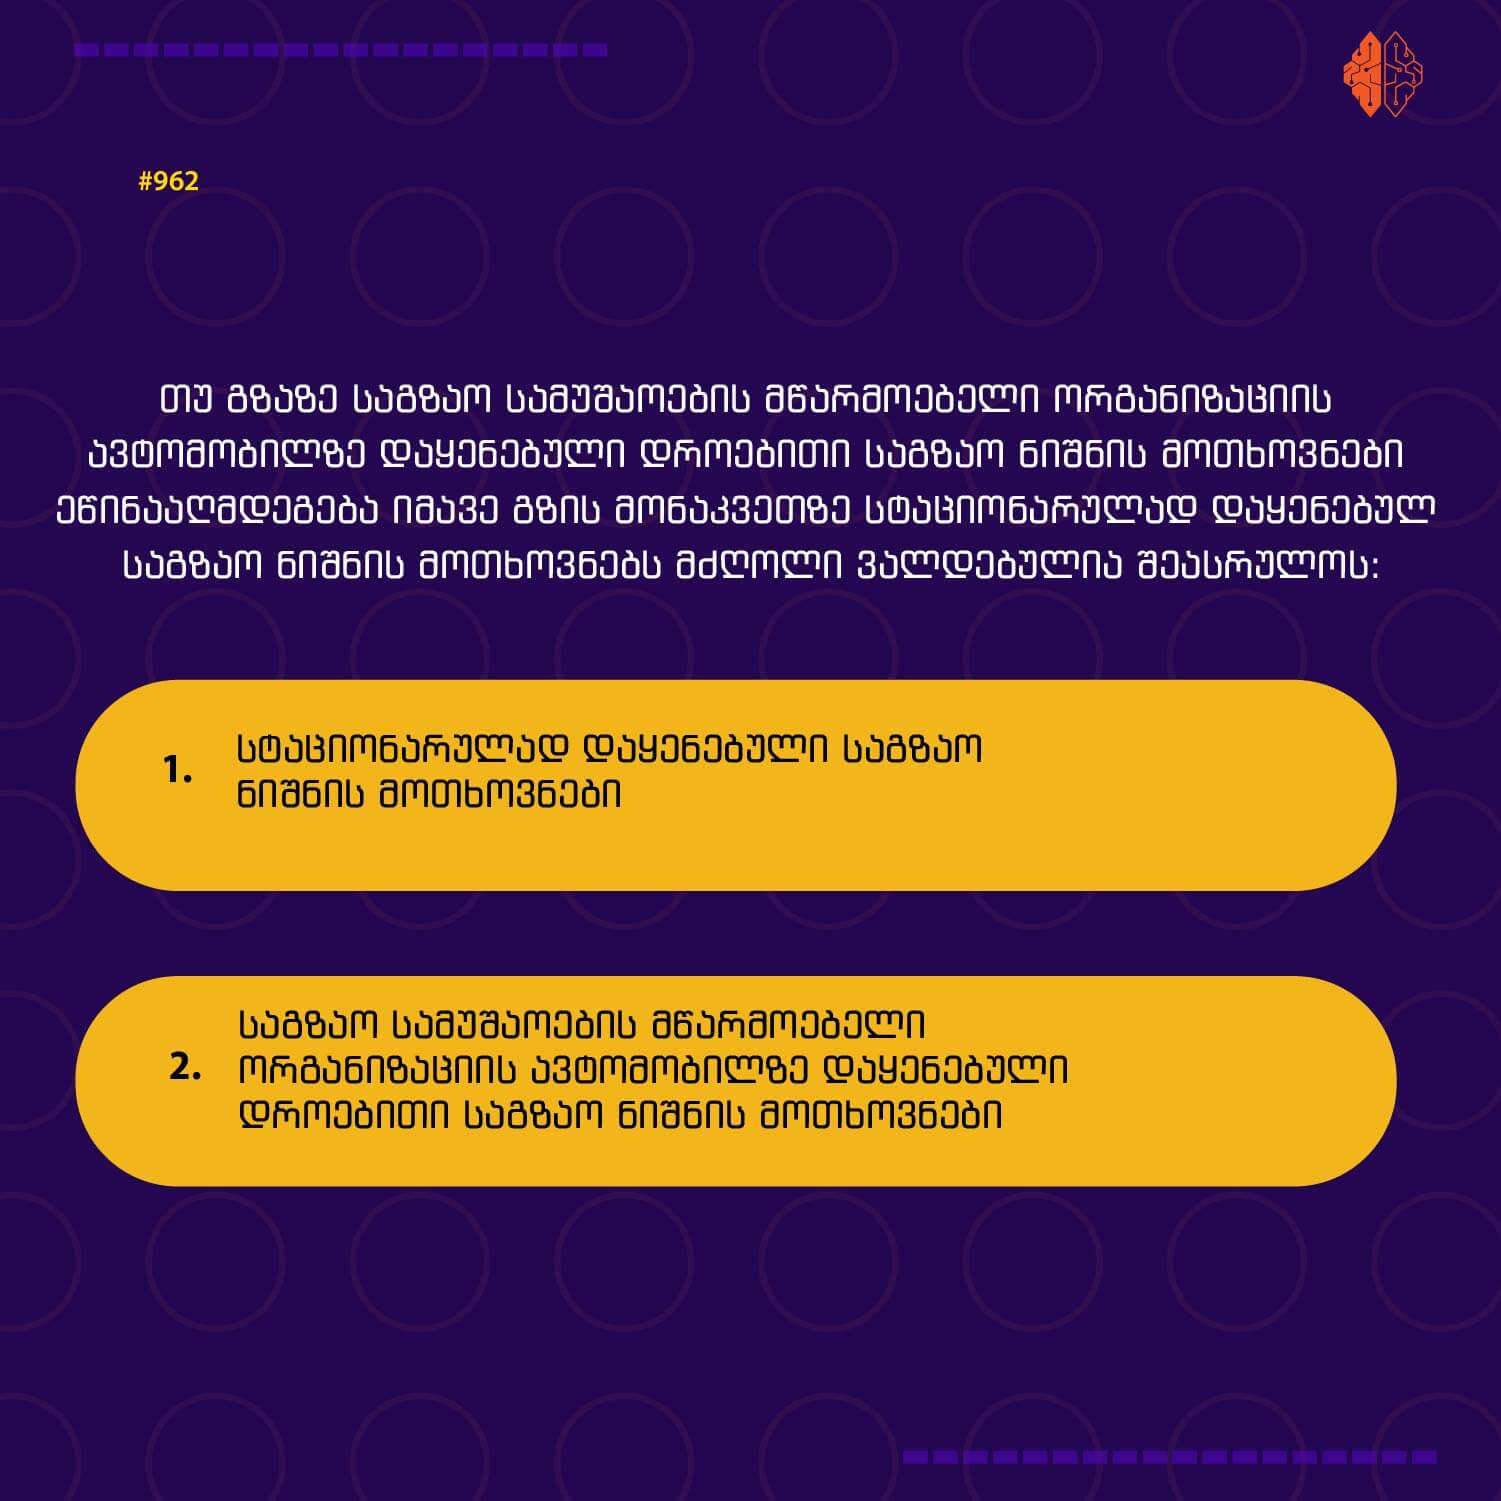 #962
თუ გზაზე საგზაო სამუშაოების მწარმოებელი ორგანიზაციის
ავტომობილზე დაყენებული დროებითი საგზაო ნიშნის მოთხოვნები
ეწინააღმდეგება იმავე გზის მონაკვეთზე სტაციონარულად დაყენებულ
საგზაო ნიშნის მოთხოვნებს მძღოლი ვალდებულია შეასრულოს:
1.
სტაციონარულად დაყენებული საგზაო
ნიშნის მოთხოვნები
2.
საგზაო სამუშაოების მწარმოებელი
ორგანიზაციის ავტომობილზე დაყენებული
დროებითი საგზაო ნიშნის მოთხოვნები